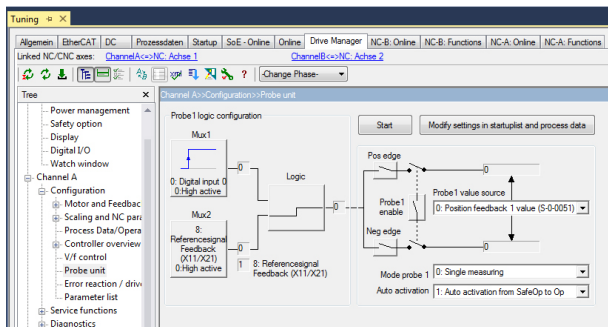 Tuning
Allgemein EtherCAT DC Prozessdaten Startup SoE - Online Online Drive Manager NC-B: Online NC-B: Functions NC-A: Online NC-A: Functions
Linked NC/CNC axes: ChannelA<=>NC: Achse 1 ChannelB<=>NC: Achse 2
-Change Phase-
Tree
Channel A>>Configuration>>Probe unit
Power management
Safety option
Display
Digital I/O
Watch window
Channel A
Configuration
Motor and Feedbac
Scaling and NC para
Process Data/Opera
Controller overview
V/f control
Probe unit
Error reaction / drive
Parameter list
Service functions
Diagnostics
Probe1 logic configuration
Mux1
0: Digital input 0
0:High active
0
Mux2
8:
Referencesignal
Feedback
(X11/X21)
0:High active
0
1
8: Referencesignal
Feedback (X11/X21)
Logic
0
Start
Modify settings in startuplist and process data
Pos edge
0
Probe1
enable
Probe1 value source
0: Position feedback 1 value (S-0-0051)
Neg edge
0
Mode probe 1 0: Single measuring
Auto activation 1: Auto activation from SafeOp to Op